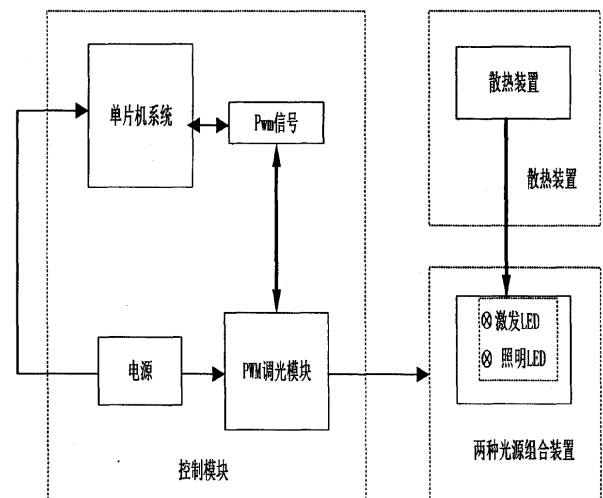 单片机系统
Pwm信号
电源
PWM调光模块
控制模块
散热装置
散热装置
激发LED
照明LED
两种光源组合装置